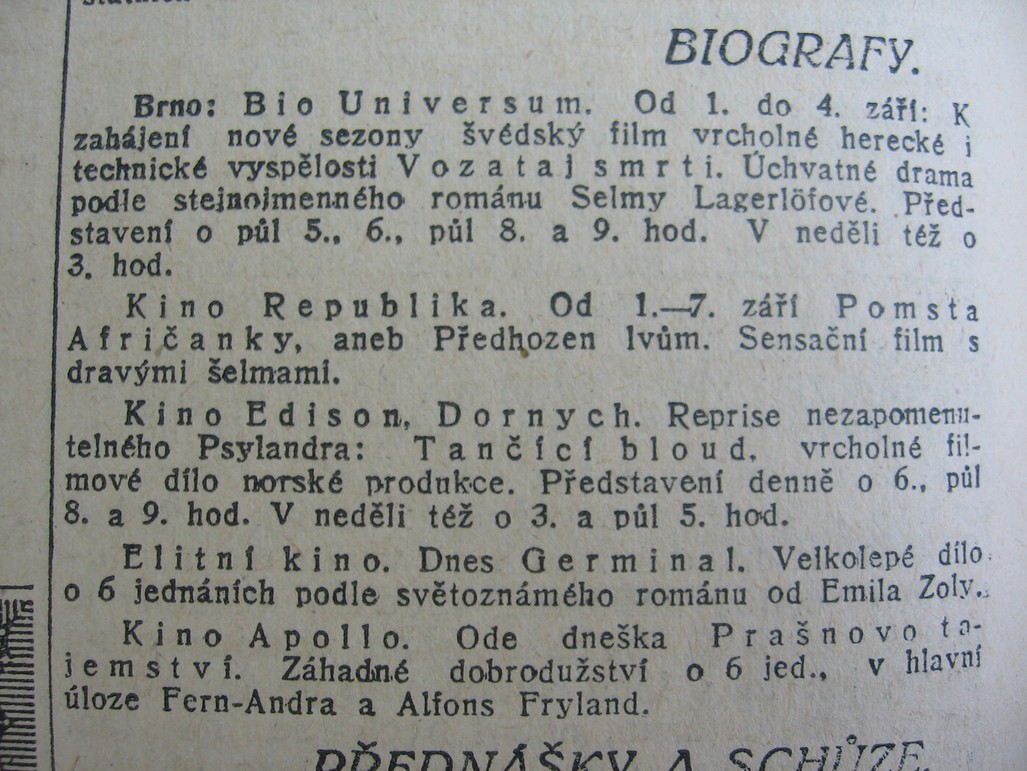 BIOGRAFY.
Brno: Bio Universum. Od 1. do 4. září: K
zahájení nové sezony švédský film vrcholné herecké i
technické vyspělosti Vozataj smrti. Úchvatné drama
podle stejnojmenného románu Selmy Lagerlöfové. Před-
stavení o půl 5., 6., půl 8. a 9. hod. V neděli též o
3. hod.
Kino Republika. Od 1.—7. září Pomsta
Afričanky, aneb Předhozen lvům. Sensační film s
dravými šelmami.
Kino Edison, Dornych. Reprise nezapomenu-
telného Psylandra: Tančící bloud, vrcholné fil-
mové dílo norské produkce. Představení denně o 6., půl
8. a 9. hod. V neděli též o 3. a půl 5. hod.
Elitní kino. Dnes Germinal. Velkolepé dílo
o 6 jednáních podle světoznámého románu od Emila Zoly.
Kino Apollo. Ode dneška Prašnovo ta-
jemství. Záhadné dobrodužství o 6 jed., v hlavní
úloze Fern-Andra a Alfons Fryland.
PŘEDNÁŠKY A SCHŮZE.